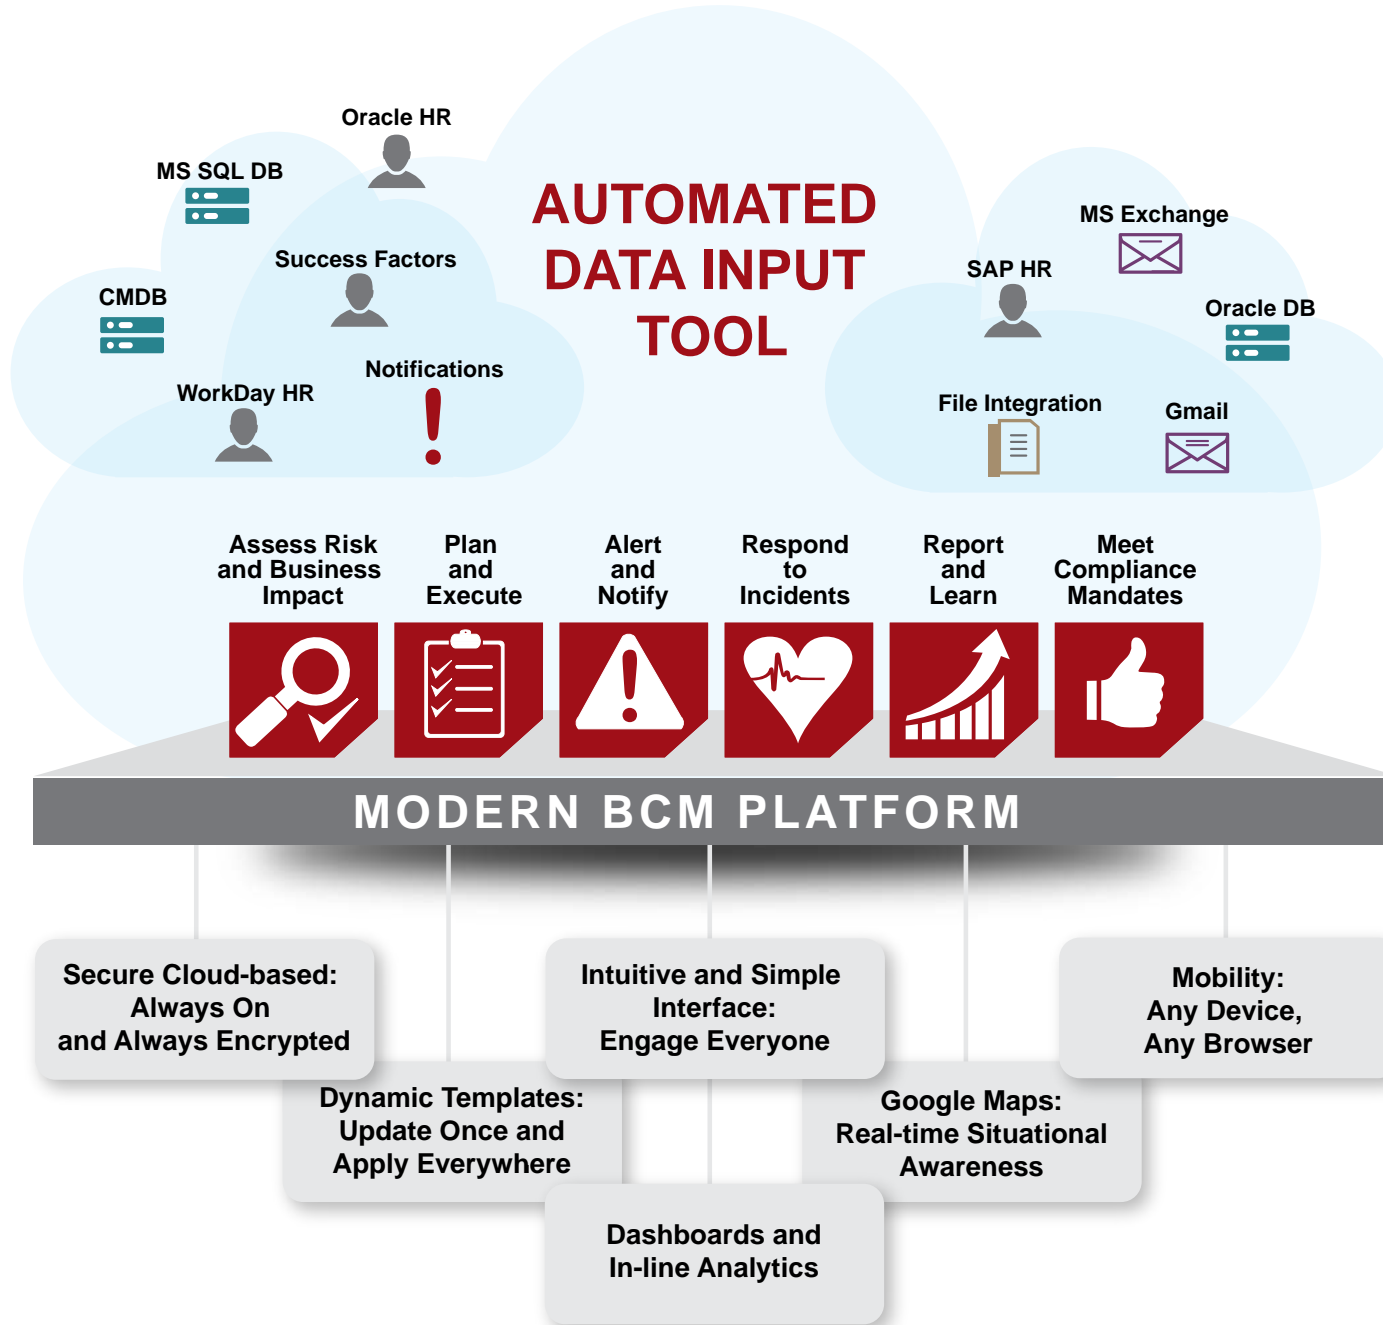 Oracle HR
MS SQL DB
Success Factors
CMDB
Notifications
WorkDay HR
AUTOMATED
DATA INPUT
TOOL
MS Exchange
SAP HR
Oracle DB
File Integration
Gmail
Assess Risk
and Business
Impact
Plan
and
Execute
Alert
and
Notify
Respond
to
Incidents
Report
and
Learn
Meet
Compliance
Mandates
MODERN BCM PLATFORM
Secure Cloud-based:
Always On
and Always Encrypted
Dynamic Templates:
Update Once and
Apply Everywhere
Intuitive and Simple
Interface:
Engage Everyone
Dashboards and
In-line Analytics
Google Maps:
Real-time Situational
Awareness
Mobility:
Any Device,
Any Browser